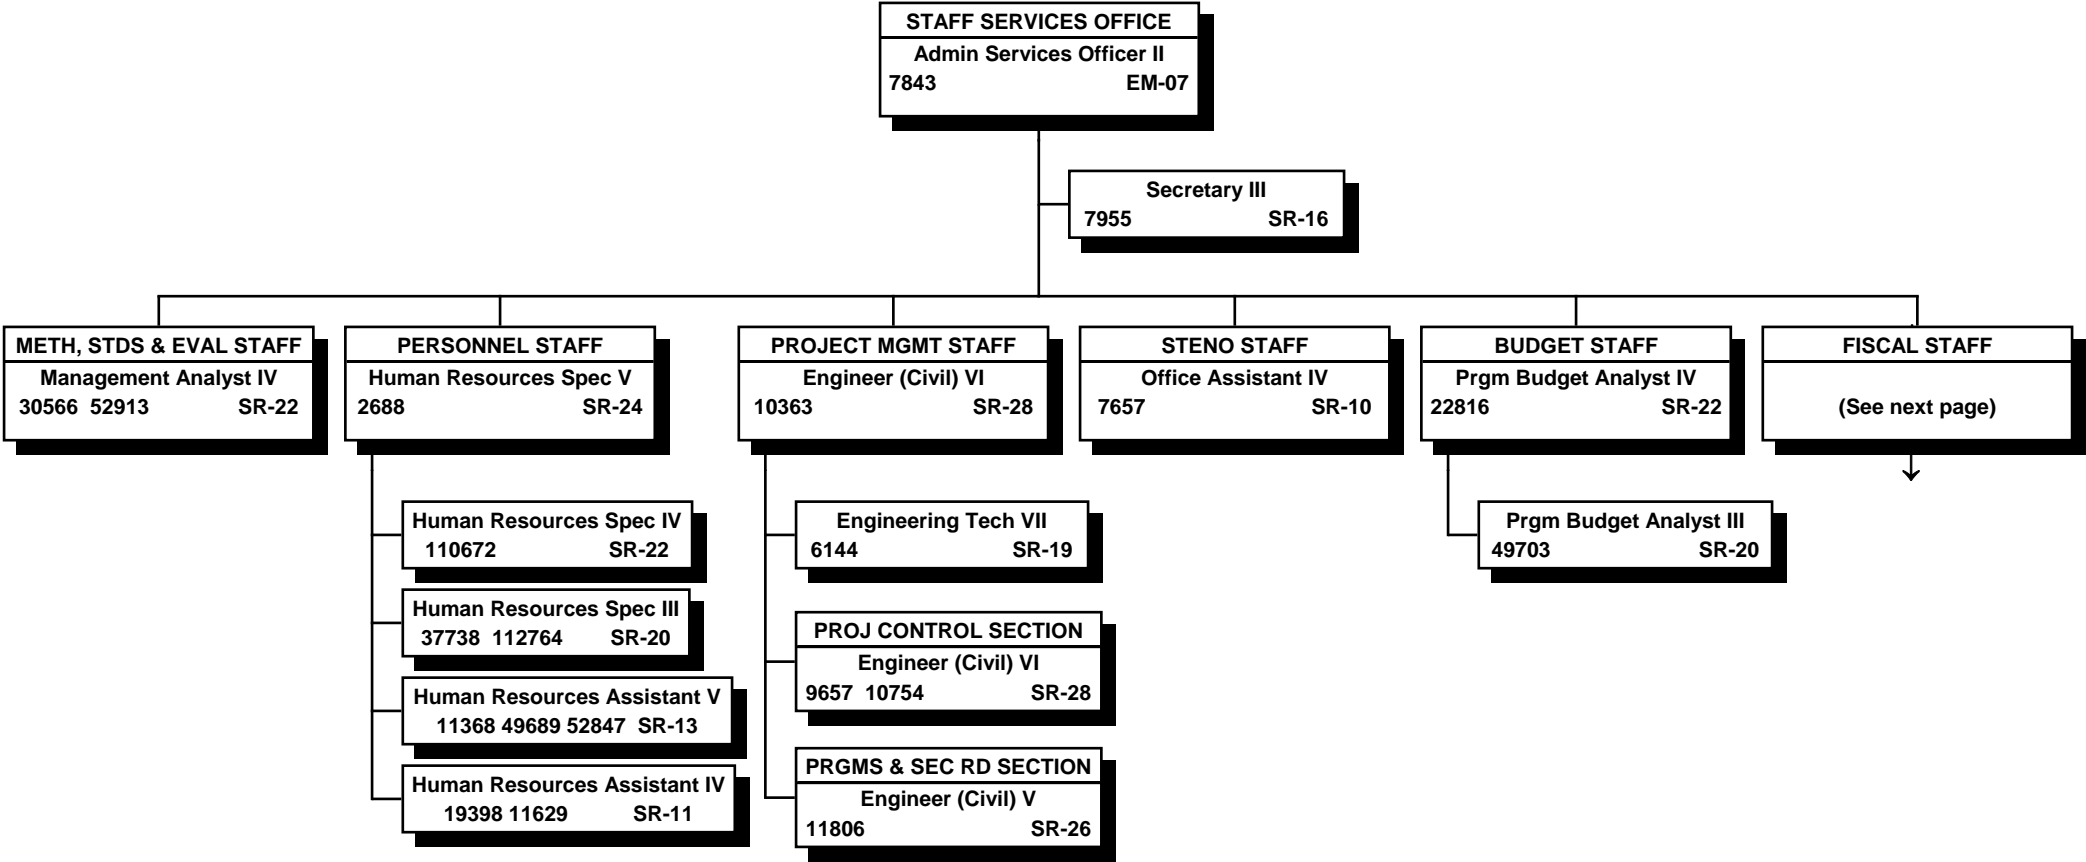 STAFF SERVICES OFFICE
Admin Services Officer II
7843 EM-07
Secretary III
7955 SR-16
METH, STDS & EVAL STAFF
Management Analyst IV
30566 52913 SR-22
PERSONNEL STAFF
Human Resources Spec V
2688 SR-24
PROJECT MGMT STAFF
Engineer (Civil) VI
10363 SR-28
STENO STAFF
Office Assistant IV
7657 SR-10
BUDGET STAFF
Prgm Budget Analyst IV
22816 SR-22
FISCAL STAFF
(See next page)
Human Resources Spec IV
110672 SR-22
Human Resources Spec III
37738 112764 SR-20
Human Resources Assistant V
11368 49689 52847 SR-13
Human Resources Assistant IV
19398 11629 SR-11
Engineering Tech VII
6144 SR-19
PROJ CONTROL SECTION
Engineer (Civil) VI
9657 10754 SR-28
PRGMS & SEC RD SECTION
Engineer (Civil) V
11806 SR-26
Prgm Budget Analyst III
49703 SR-20